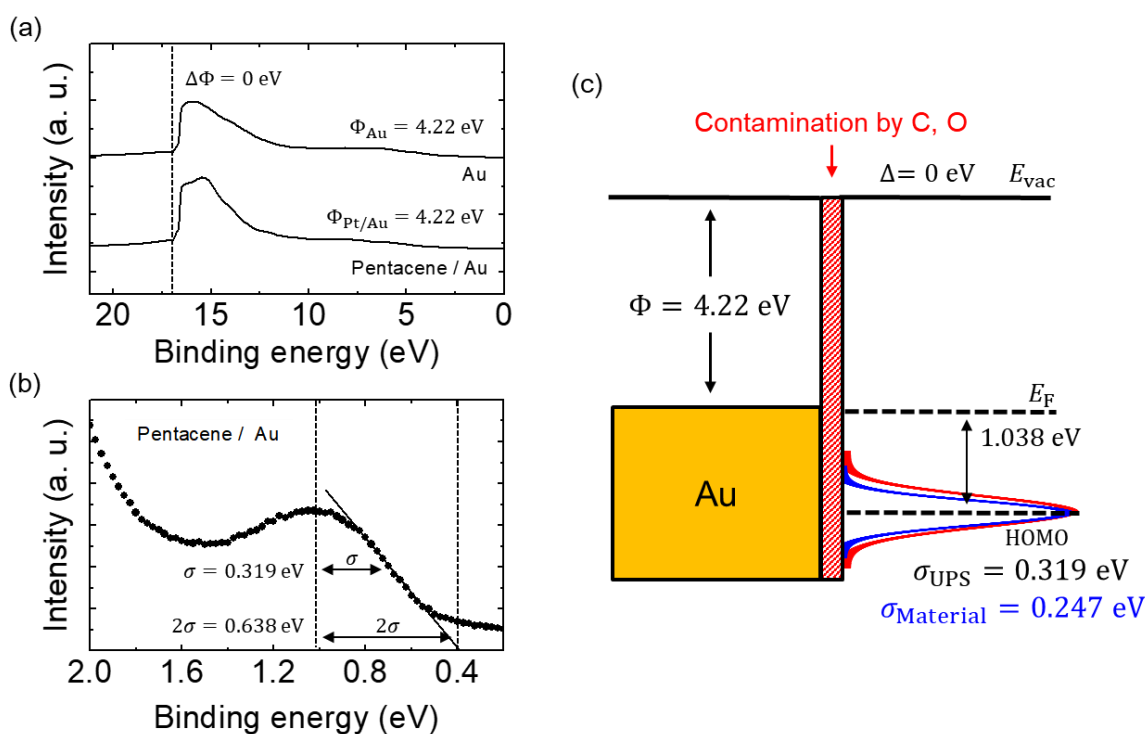 (a)
Intensity (a. u.)
ΔΦ = 0 eV
Φ_Au = 4.22 eV
Au
Φ_Pt/Au = 4.22 eV
Pentacene / Au
20 15 10 5 0
Binding energy (eV)
(b)
Intensity (a. u.)
Pentacene / Au
σ = 0.319 eV
σ
2σ = 0.638 eV
2σ
2.0 1.6 1.2 0.8 0.4
Binding energy (eV)
(c)
Contamination by C, O
Δ= 0 eV
E_vac
Φ = 4.22 eV
E_F
1.038 eV
Au
HOMO
σ_UPS = 0.319 eV
σ_Material = 0.247 eV